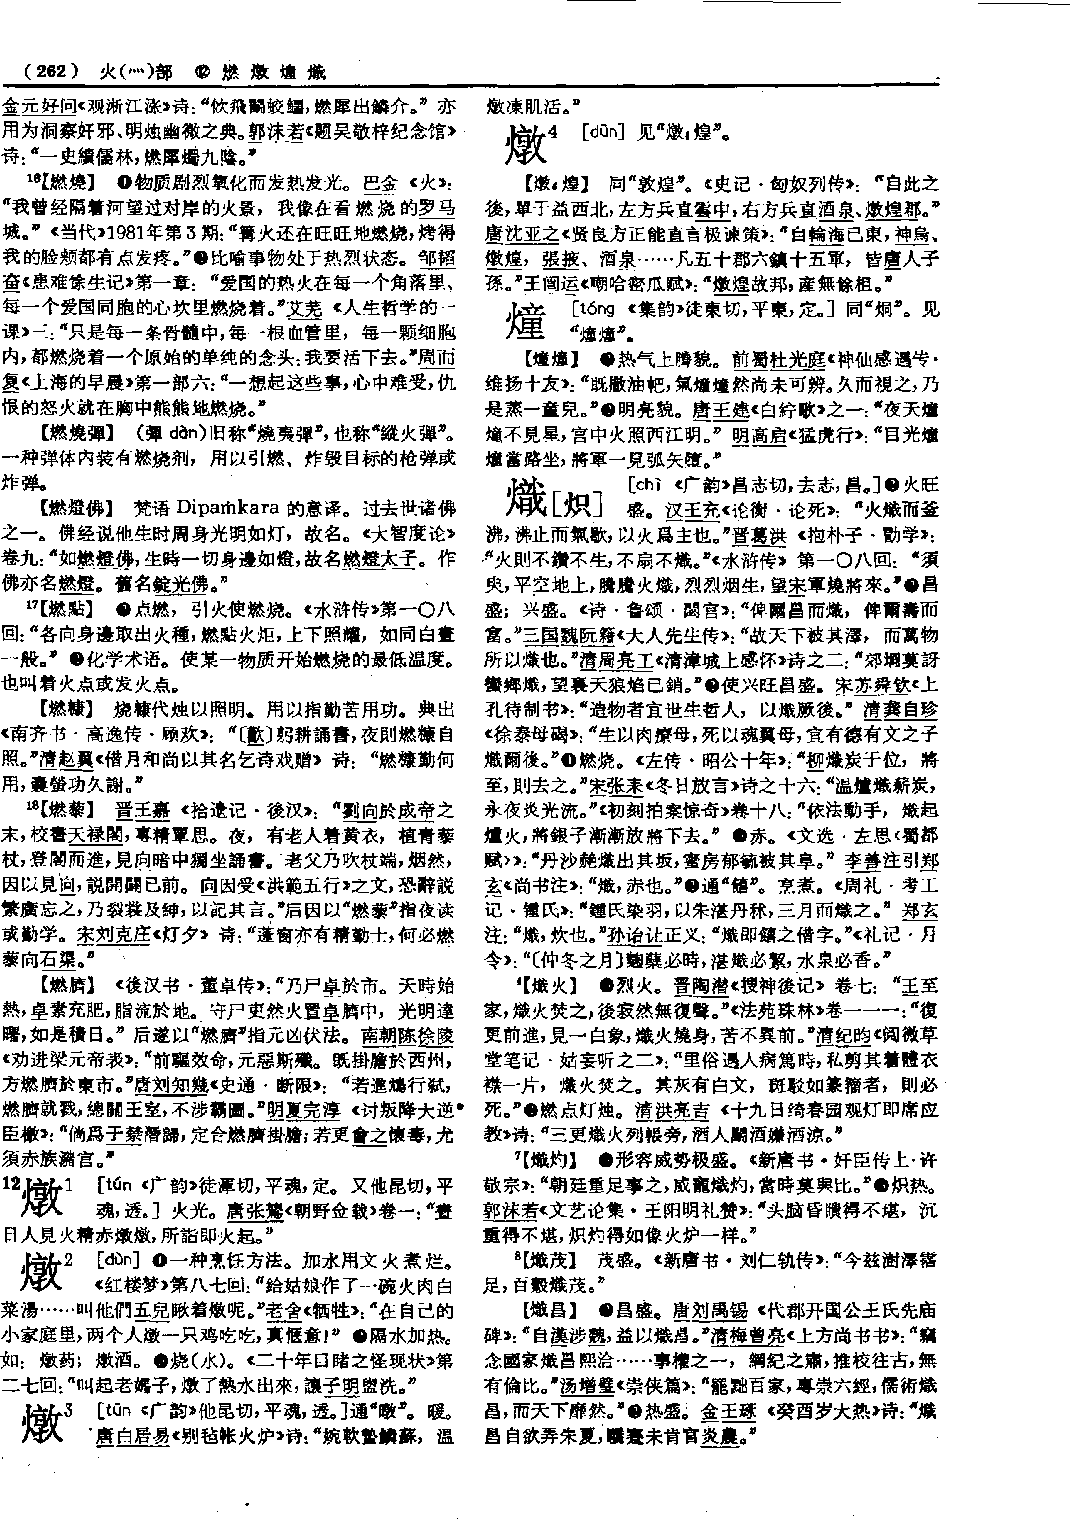 (262) 火(灬)部 ⑫ 燃 燉 燑 熾
金元好问《观淅江涨》诗：“佽飛鬭蛟鱷，燃犀出鱗介。”亦
用为洞察奸邪、明烛幽微之典。郭沫若《题吴敬梓纪念馆》
诗：“一史續儒林，燃犀燭九陰。”
16【燃燒】 ❶物质剧烈氧化而发热发光。巴金《火》：
“我曾经隔着河望过对岸的火景，我像在看燃烧的罗马
城。”《当代》1981年第3期：“篝火还在旺旺地燃烧，烤得
我的脸颊都有点发疼。”❷比喻事物处于热烈状态。邹韬
奋《患难馀生记》第一章：“爱国的热火在每一个角落里、
每一个爱国同胞的心坎里燃烧着。”艾芜《人生哲学的一
课》三：“只是每一条骨髓中，每一根血管里，每一颗细胞
内，都燃烧着一个原始的单纯的念头：我要活下去。”周而
复《上海的早晨》第一部六：“一想起这些事，心中难受，仇
恨的怒火就在胸中熊熊地燃烧。”
【燃燒彈】 （彈dàn）旧称“燒夷彈”，也称“縱火彈”。
一种弹体内装有燃烧剂，用以引燃、炸毁目标的枪弹或
炸弹。
【燃燈佛】 梵语Dipaṁkara的意译。过去世诸佛
之一。佛经说他生时周身光明如灯，故名。《大智度论》
卷九：“如燃燈佛，生時一切身邊如燈，故名燃燈太子。作
佛亦名燃燈。舊名錠光佛。”
17【燃點】 ❶点燃，引火使燃烧。《水浒传》第一〇八
回：“各向身邊取出火種，燃點火炬，上下照耀，如同白晝
一般。”❷化学术语。使某一物质开始燃烧的最低温度。
也叫着火点或发火点。
【燃糠】 烧糠代烛以照明。用以指勤苦用功。典出
《南齐书·高逸传·顾欢》：“〔歡〕躬耕誦書，夜則燃糠自
照。”清赵翼《借月和尚以其名乞诗戏赠》诗：“燃糠勤何
用，囊螢功久謝。”
18【燃藜】 晋王嘉《拾遗记·後汉》：“劉向於成帝之
末，校書天禄閣，專精覃思。夜，有老人着黄衣，植青藜
杖，登閣而進，見向暗中獨坐誦書。老父乃吹杖端，烟然，
因以見向，説開闢已前。向因受《洪範五行》之文，恐辭説
繁廣忘之，乃裂裳及紳，以記其言。”后因以“燃藜”指夜读
或勤学。宋刘克庄《灯夕》诗：“蓬窗亦有精勤士，何必燃
藜向石渠。”
【燃臍】 《後汉书·董卓传》：“乃尸卓於市。天時始
熱，卓素充肥，脂流於地。守尸吏然火置卓臍中，光明達
曙，如是積日。”后遂以“燃臍”指元凶伏法。南朝陈徐陵
《劝进梁元帝表》：“前驅效命，元惡斯殲。既掛膽於西州，
方燃臍於東市。”唐刘知幾《史通·断限》：“若進鴆行弑，
燃臍就戮，總關王室，不涉霸圖。”明夏完淳《讨叛降大逆
臣檄》：“倘爲于禁潛歸，定合燃臍掛膽；若更會之懷毒，尤
須赤族瀦宫。”
12燉1 [tún 《广韵》徒渾切，平魂，定。又他昆切，平
魂，透。] 火光。唐张鷟《朝野佥载》卷一：“晝
日人見火精赤燉燉，所詣即火起。”
燉2 [dùn] ❶一种烹饪方法。加水用文火煮烂。
《红楼梦》第八七回：“给姑娘作了一碗火肉白
菜湯……叫他們五兒瞅着燉呢。”老舍《牺牲》：“在自己的
小家庭里，两个人燉一只鸡吃吃，真惬意！”❷隔水加热。
如：燉药；燉酒。❸烧（水）。《二十年目睹之怪现状》第
二七回：“叫起老媽子，燉了熱水出來，讓子明盥洗。”
燉3 [tūn 《广韵》他昆切，平魂，透。]通“暾”。暖。
唐白居易《别毡帐火炉》诗：“婉軟蟄鱗蘇，温
燉凍肌活。”
燉4 [dūn] 见“燉4煌”。
【燉4煌】 同“敦煌”。《史记·匈奴列传》：“自此之
後，單于益西北，左方兵直雲中，右方兵直酒泉、燉煌郡。”
唐沈亚之《贤良方正能直言极谏策》：“自輪海已東，神烏、
燉煌，張掖、酒泉……凡五十郡六鎮十五軍，皆唐人子
孫。”王闿运《嘲哈密瓜赋》：“燉煌故邦，産無馀租。”
燑 [tóng 《集韵》徒東切，平東，定。] 同“烔”。见
“燑燑”。
【燑燑】 ❶热气上腾貌。前蜀杜光庭《神仙感遇传·
维扬十友》：“既撤油帊，氣燑燑然尚未可辨。久而視之，乃
是蒸一童兒。”❷明亮貌。唐王建《白紵歌》之一：“夜天燑
燑不見星，宫中火照西江明。”明高启《猛虎行》：“目光燑
燑當路坐，將軍一見弧矢墮。”
熾[炽] [chì 《广韵》昌志切，去志，昌。]❶火旺
盛。汉王充《论衡·论死》：“火熾而釜
沸，沸止而氣歇，以火爲主也。”晋葛洪《抱朴子·勖学》：
“火則不鑽不生，不扇不熾。”《水浒传》第一〇八回：“須
臾，平空地上，騰騰火熾，烈烈烟生，望宋軍燒將來。”❷昌
盛；兴盛。《诗·鲁颂·閟宫》：“俾爾昌而熾，俾爾壽而
富。”三国魏阮籍《大人先生传》：“故天下被其澤，而萬物
所以熾也。”清周亮工《清漳城上感怀》诗之二：“郊坰莫訝
蠻鄉熾，望裏天狼焰已銷。”❸使兴旺昌盛。宋苏舜钦《上
孔待制书》：“造物者宜世生哲人，以熾厥後。”清龚自珍
《徐泰母碣》：“生以肉療母，死以魂翼母，宜有德有文之子
熾爾後。”❹燃烧。《左传·昭公十年》：“柳熾炭于位，將
至，則去之。”宋张耒《冬日放言》诗之十六：“温爐熾薪炭，
永夜炎光流。”《初刻拍案惊奇》卷十八：“依法動手，熾起
爐火，將銀子漸漸放將下去。”❺赤。《文选·左思〈蜀都
赋〉》：“丹沙赩熾出其坂，蜜房郁毓被其阜。”李善注引郑
玄《尚书注》：“熾，赤也。”❻通“饎”。烹煮。《周礼·考工
记·锺氏》：“鍾氏染羽，以朱湛丹秫，三月而熾之。”郑玄
注：“熾，炊也。”孙诒让正义：“熾即饎之借字。”《礼记·月
令》：“〔仲冬之月〕麴糵必時，湛熾必絜，水泉必香。”
4【熾火】 ❶烈火。晋陶潜《搜神後记》卷七：“王至
家，熾火焚之，後寂然無復聲。”《法苑珠林》卷一一一：“復
更前進，見一白象，熾火燒身，苦不異前。”清纪昀《阅微草
堂笔记·姑妄听之二》：“里俗遇人病篤時，私剪其着體衣
襟一片，熾火焚之。其灰有白文，斑駁如篆籀者，則必
死。”❷燃点灯烛。清洪亮吉《十九日绮春园观灯即席应
教》诗：“三更熾火列帳旁，酒人鬭酒嫌酒凉。”
7【熾灼】 ❶形容威势极盛。《新唐书·奸臣传上·许
敬宗》：“朝廷重足事之，威寵熾灼，當時莫與比。”❷炽热。
郭沫若《文艺论集·王阳明礼赞》：“头脑昏瞆得不堪，沉
重得不堪，炽灼得如像火炉一样。”
8【熾茂】 茂盛。《新唐书·刘仁轨传》：“今兹澍澤霑
足，百穀熾茂。”
【熾昌】 ❶昌盛。唐刘禹锡《代郡开国公王氏先庙
碑》：“自漢涉魏，益以熾昌。”清梅曾亮《上方尚书书》：“竊
念國家熾昌熙洽……事權之一，綱紀之肅，推校往古，無
有倫比。”汤增璧《崇侠篇》：“罷黜百家，專崇六經，儒術熾
昌，而天下靡然。”❷热盛。金王琢《癸酉岁大热》诗：“熾
昌自欲弄朱夏，驥蹇未肯官炎農。”